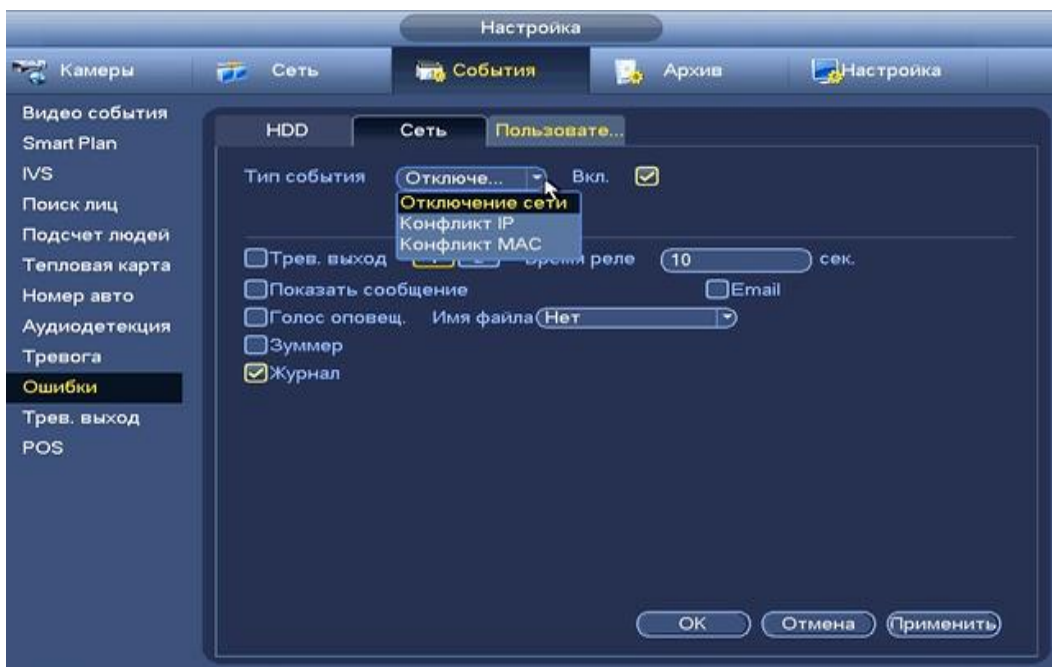 Настройка
Камеры Сеть События Архив Настройка
Видео события
Smart Plan
IVS
Поиск лиц
Подсчет людей
Тепловая карта
Номер авто
Аудиодетекция
Тревога
Ошибки
Трев. выход
POS
HDD Сеть Пользовате...
Тип события Отключе... Вкл.
Отключение сети
Конфликт IP
Конфликт MAC
Трев. выход Время реле 10 сек.
Показать сообщение Email
Голос оповещ. Имя файла Нет
Зуммер
Журнал
OK Отмена Применить